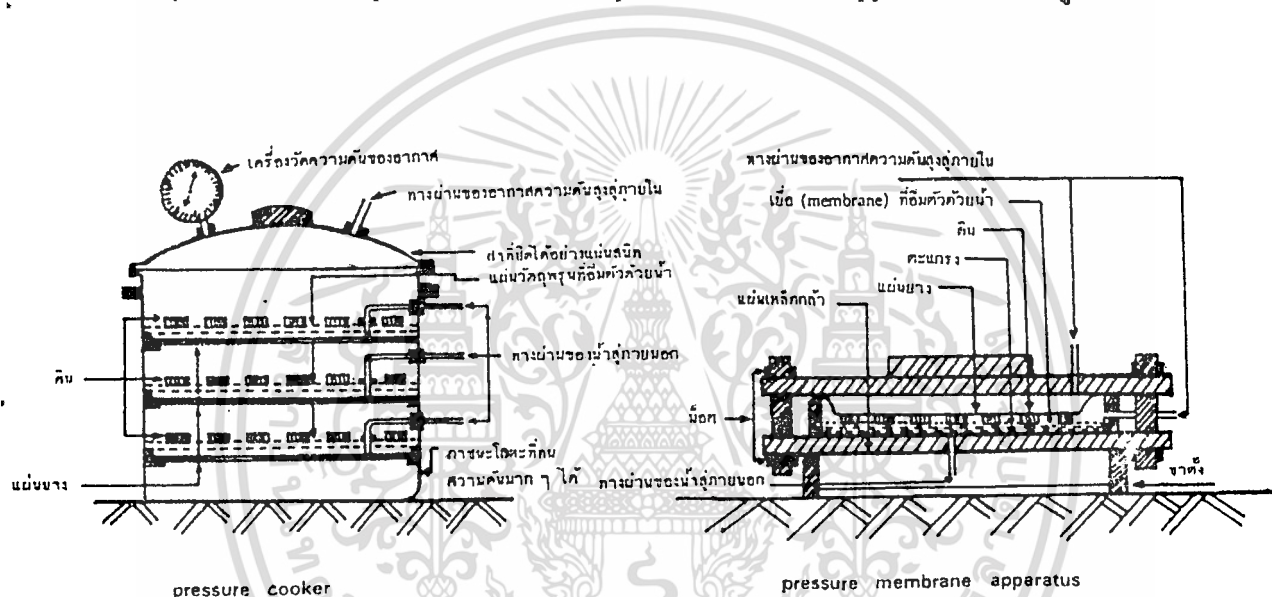 เครื่องวัดความดันของอากาศ
ทางผ่านของอากาศความดันสูงสู่ภายใน
ฝาที่ปิดได้อย่างแน่นสนิท
แผ่นวัตถุพรุนที่อิ่มตัวด้วยน้ำ
ทางผ่านของน้ำสู่ภายนอก
ดิน
แผ่นยาง
ภาชนะโลหะที่ทน
ความดันมาก ๆ ได้
pressure cooker
ทางผ่านของอากาศความดันสูงสู่ภายใน
เยื่อ (membrane) ที่อิ่มตัวด้วยน้ำ
ดิน
ตะแกรง
แผ่นยาง
แผ่นเหล็กกล้า
น็อต
ทางผ่านของน้ำสู่ภายนอก
ขาตั้ง
pressure membrane apparatus